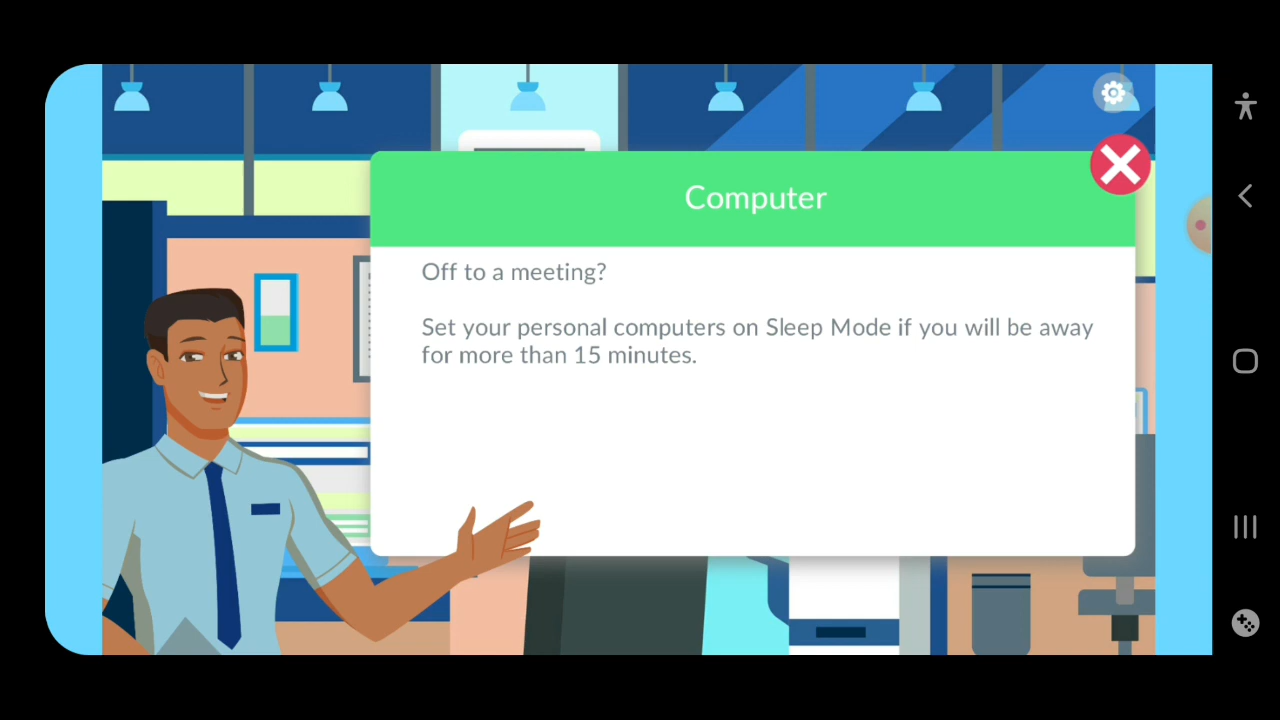 Computer
Off to a meeting?
Set your personal computers on Sleep Mode if you will be away
for more than 15 minutes.